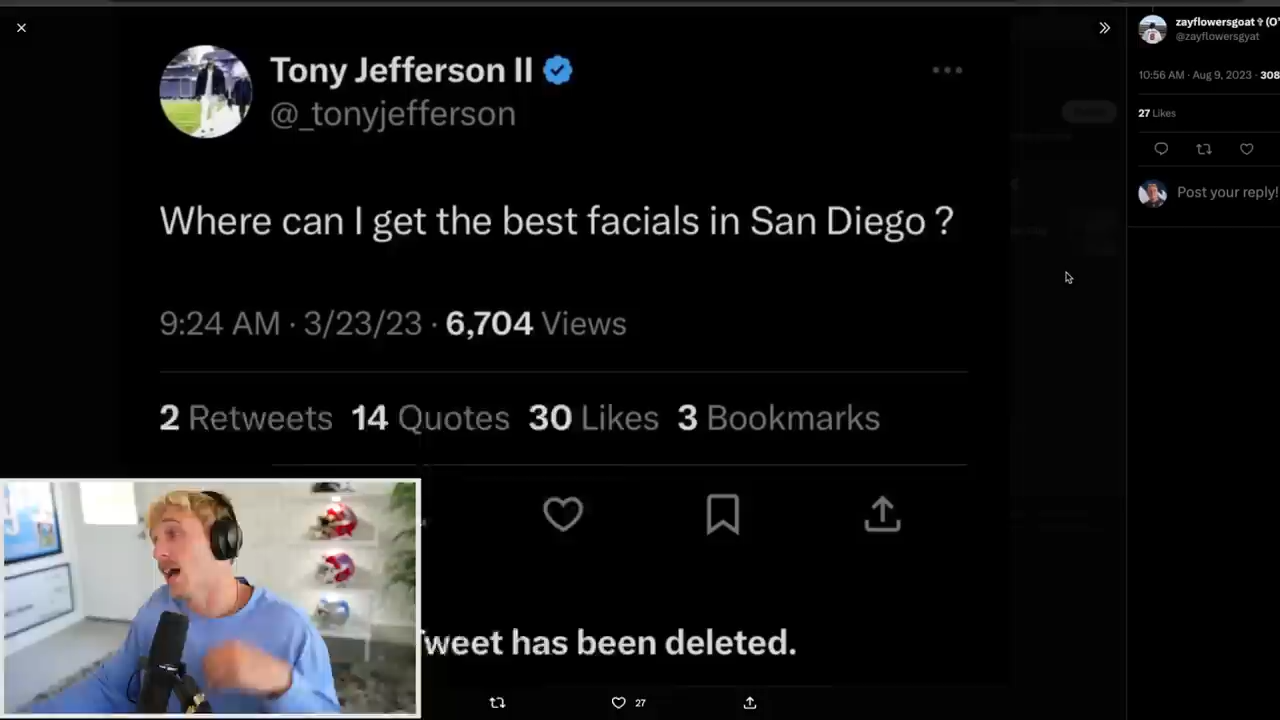 Tony Jefferson II
@_tonyjefferson
Where can I get the best facials in San Diego ?
9:24 AM · 3/23/23 · 6,704 Views
2 Retweets 14 Quotes 30 Likes 3 Bookmarks
Tweet has been deleted.
27
zayflowersgoat
@zayflowersgyat
10:56 AM · Aug 9, 2023 · 308
27 Likes
Post your reply!